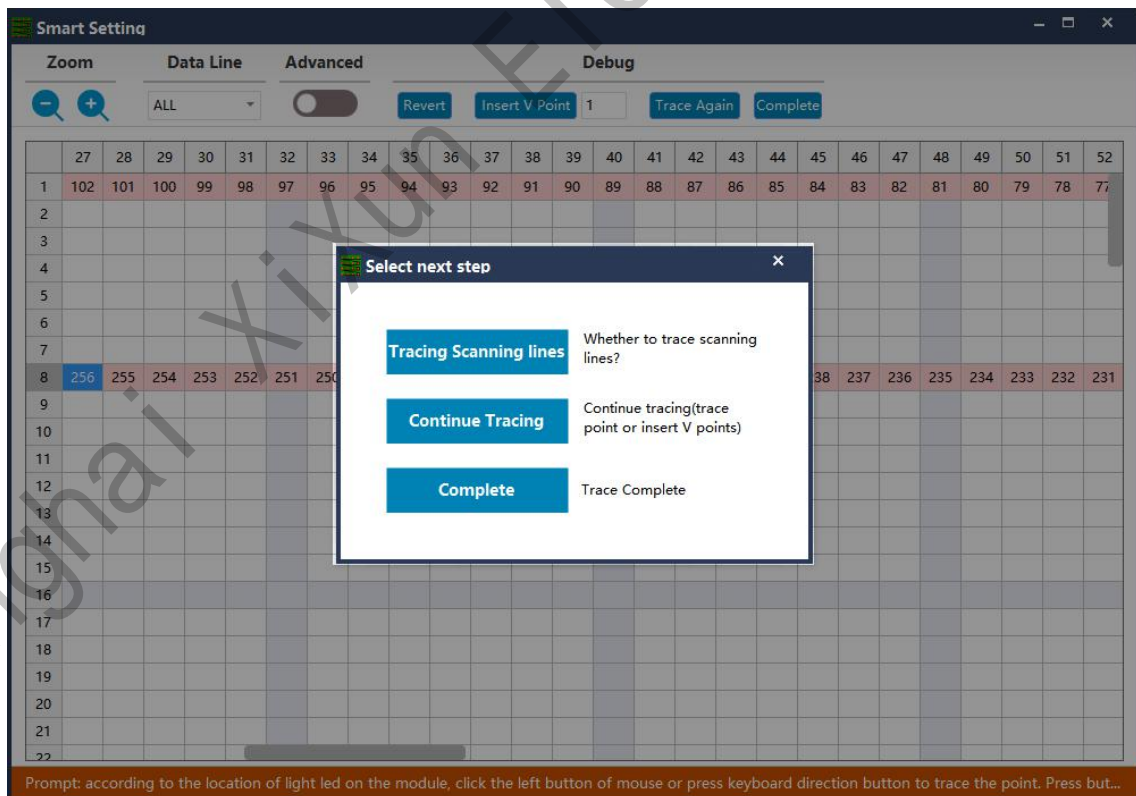 Smart Setting
Zoom Data Line Advanced Debug
ALL Revert Insert V Point 1 Trace Again Complete
27 28 29 30 31 32 33 34 35 36 37 38 39 40 41 42 43 44 45 46 47 48 49 50 51 52
1 102 101 100 99 98 97 96 95 94 93 92 91 90 89 88 87 86 85 84 83 82 81 80 79 78 77
2
3
4
5
6
7
8 256 255 254 253 252 251 237 236 235 234 233 232 231
9
10
11
12
13
14
15
16
17
18
19
20
21
22
Select next step
Tracing Scanning lines
Whether to trace scanning
lines?
Continue Tracing
Continue tracing(trace
point or insert V points)
Complete
Trace Complete
Prompt: according to the location of light led on the module, click the left button of mouse or press keyboard direction button to trace the point. Press but...